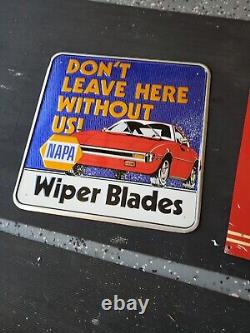 DON'T
LEAVE HERE
WITHOUT
US!
NAPA
Wiper Blades